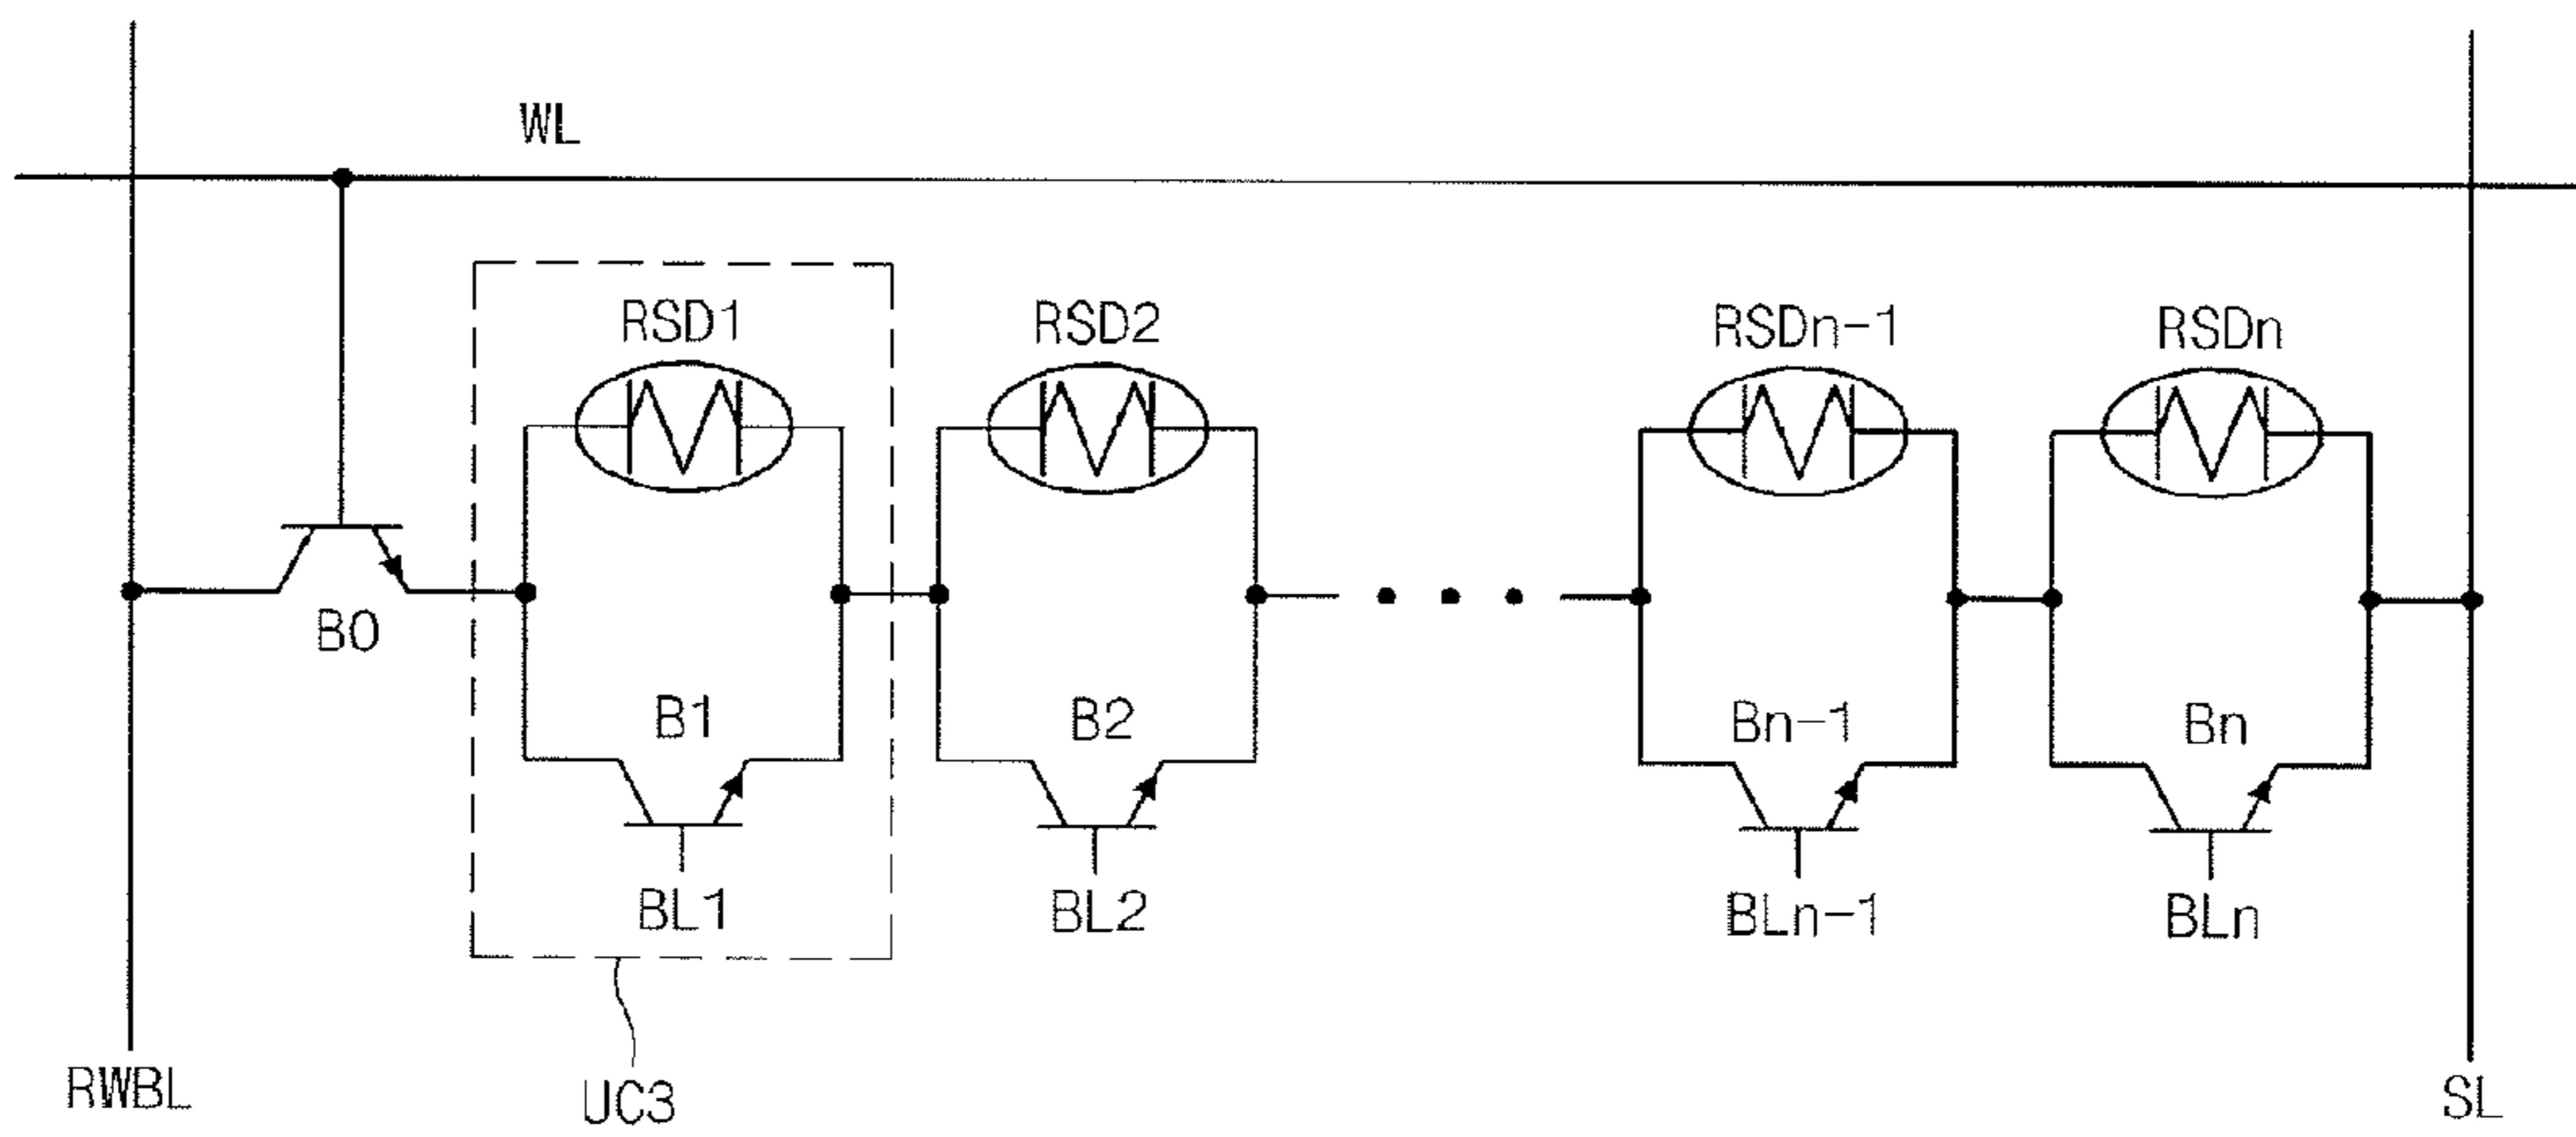 WL
RSD1 RSD2 RSDn-1 RSDn
B0
B1 B2 Bn-1 Bn
BL1 BL2 BLn-1 BLn
RWBL UC3 SL